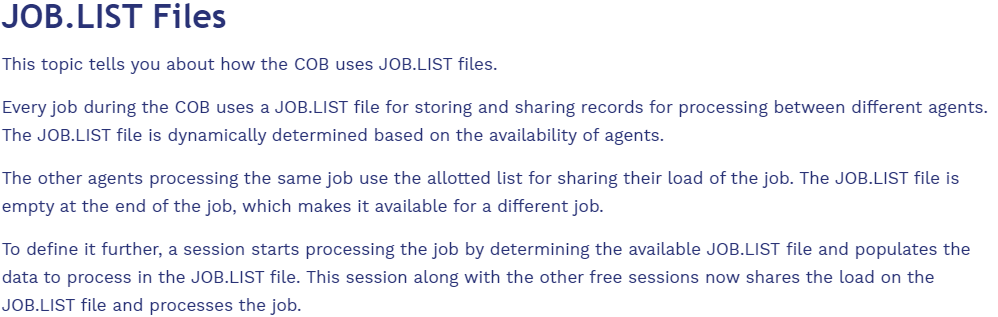 JOB.LIST Files
This topic tells you about how the COB uses JOB.LIST files.
Every job during the COB uses a JOB.LIST file for storing and sharing records for processing between different agents.
The JOB.LIST file is dynamically determined based on the availability of agents.
The other agents processing the same job use the allotted list for sharing their load of the job. The JOB.LIST file is
empty at the end of the job, which makes it available for a different job.
To define it further, a session starts processing the job by determining the available JOB.LIST file and populates the
data to process in the JOB.LIST file. This session along with the other free sessions now shares the load on the
JOB.LIST file and processes the job.